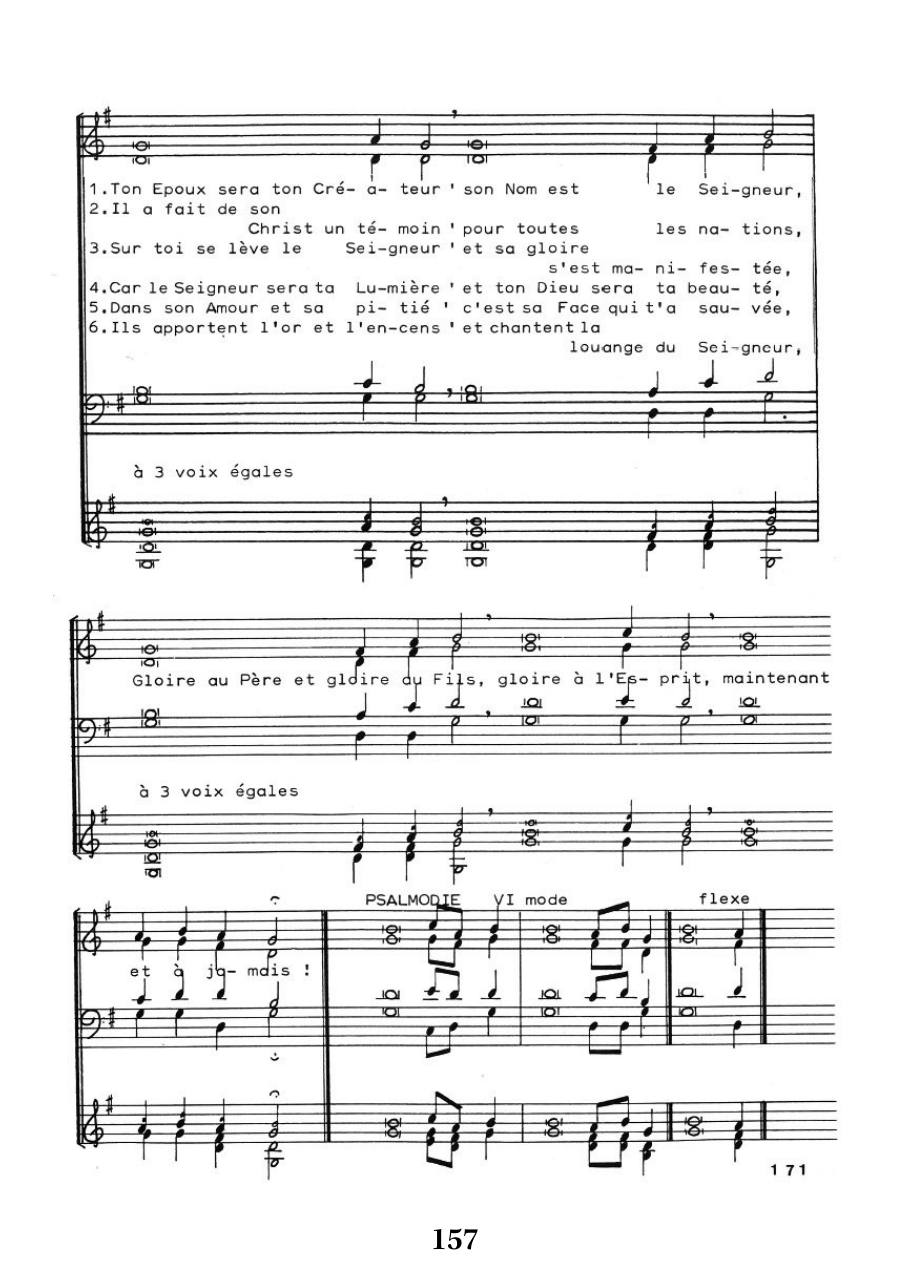 1.Ton Epoux sera ton Cré- a- teur ' son Nom est le Sei-gneur,
2.Il a fait de son
Christ un té- moin ' pour toutes les na- tions,
3.Sur toi se lève le Sei-gneur ' et sa gloire
s'est ma- ni- fes- tée,
4.Car le Seigneur sera ta Lu-mière ' et ton Dieu sera ta beau- té,
5.Dans son Amour et sa pi- tié ' c'est sa Face qui t'a sau- vée,
6.Ils apportent l'or et l'en-cens ' et chantent la
louange du Sei-gneur,
à 3 voix égales
Gloire au Père et gloire au Fils, gloire à l'Es- prit, maintenant
à 3 voix égales
PSALMODIE VI mode flexe
et à ja- mais !
171
157